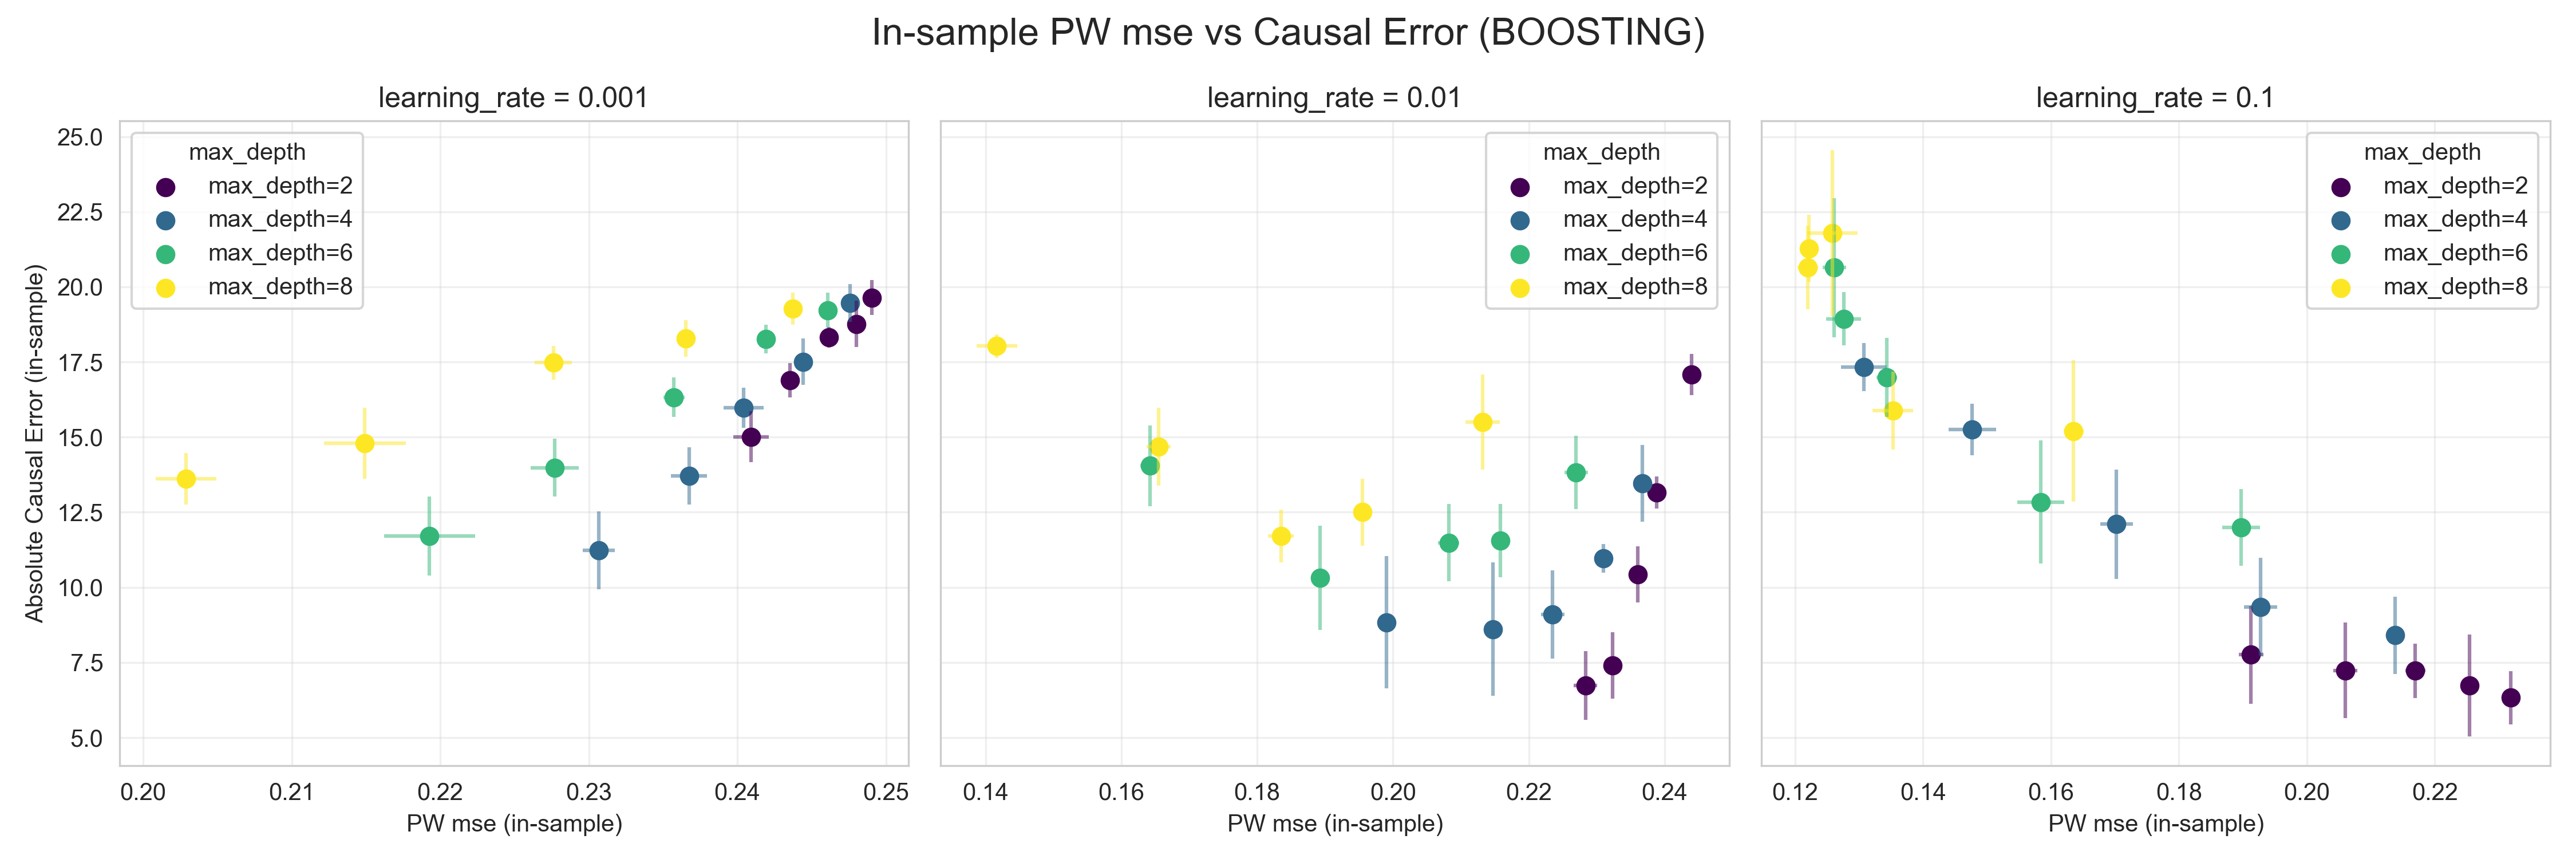 In-sample PW mse vs Causal Error (BOOSTING)
learning_rate = 0.001
learning_rate = 0.01
learning_rate = 0.1
Absolute Causal Error (in-sample)
25.0
22.5
20.0
17.5
15.0
12.5
10.0
7.5
5.0
max_depth
max_depth=2
max_depth=4
max_depth=6
max_depth=8
0.20 0.21 0.22 0.23 0.24 0.25
PW mse (in-sample)
max_depth
max_depth=2
max_depth=4
max_depth=6
max_depth=8
0.14 0.16 0.18 0.20 0.22 0.24
PW mse (in-sample)
max_depth
max_depth=2
max_depth=4
max_depth=6
max_depth=8
0.12 0.14 0.16 0.18 0.20 0.22
PW mse (in-sample)